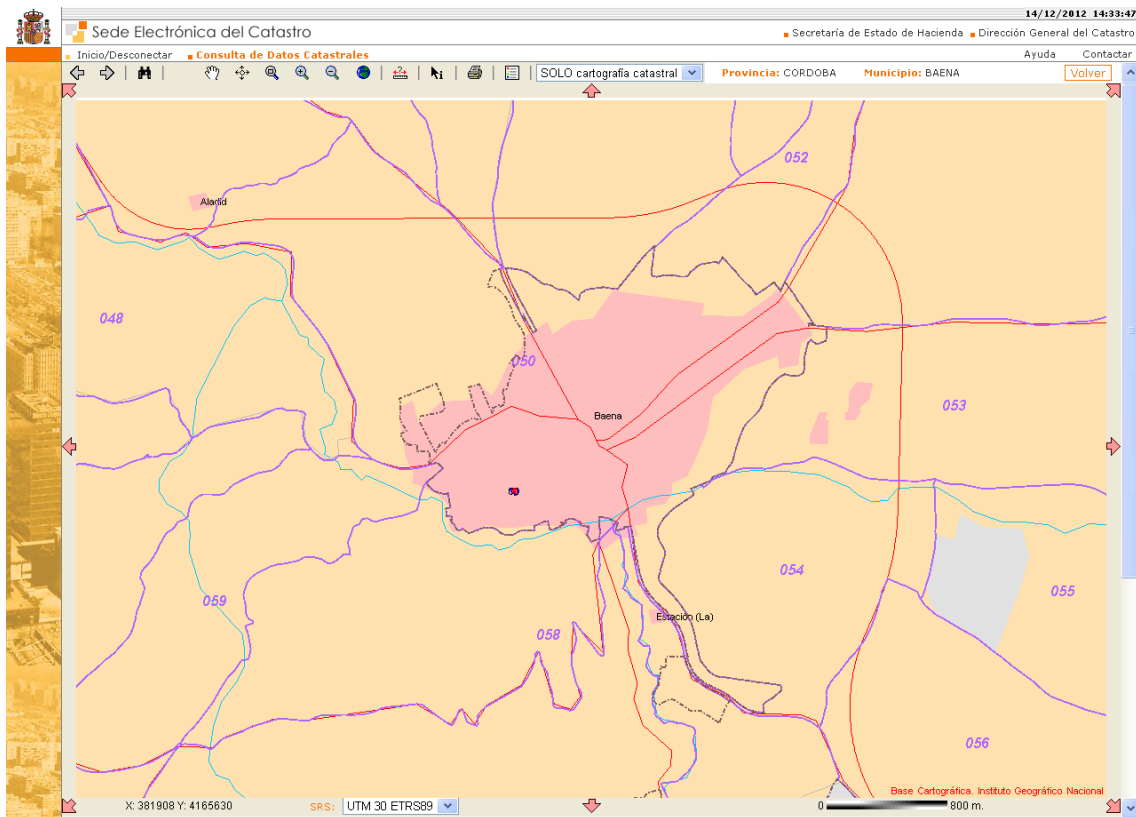 14/12/2012 14:33:47
Sede Electrónica del Catastro
Secretaría de Estado de Hacienda Dirección General del Catastro
Inicio/Desconectar Consulta de Datos Catastrales Ayuda Contactar
SOLO cartografía catastral Provincia: CORDOBA Municipio: BAENA Volver
052
Aladid
048
050
053
Baena
054
055
059
Estación (La)
058
056
Base Cartográfica. Instituto Geográfico Nacional
X: 381908 Y: 4165630 SRS: UTM 30 ETRS89 0 800 m.